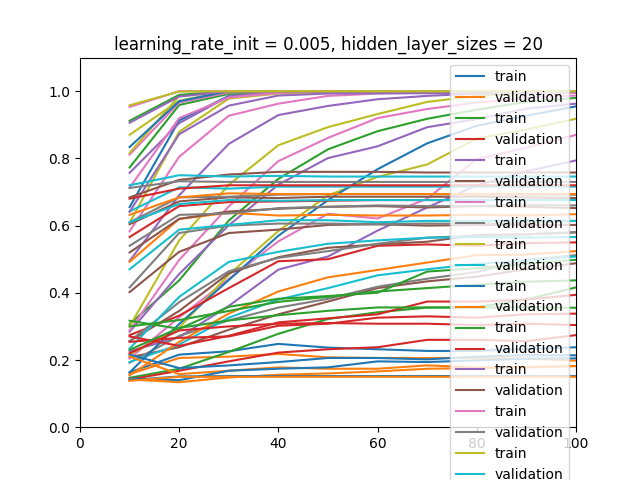 learning_rate_init = 0.005, hidden_layer_sizes = 20
1.0
0.8
0.6
0.4
0.2
0.0
0
20
40
60
80
100
train
validation
train
validation
train
validation
train
validation
train
validation
train
validation
train
validation
train
validation
train
validation
train
validation